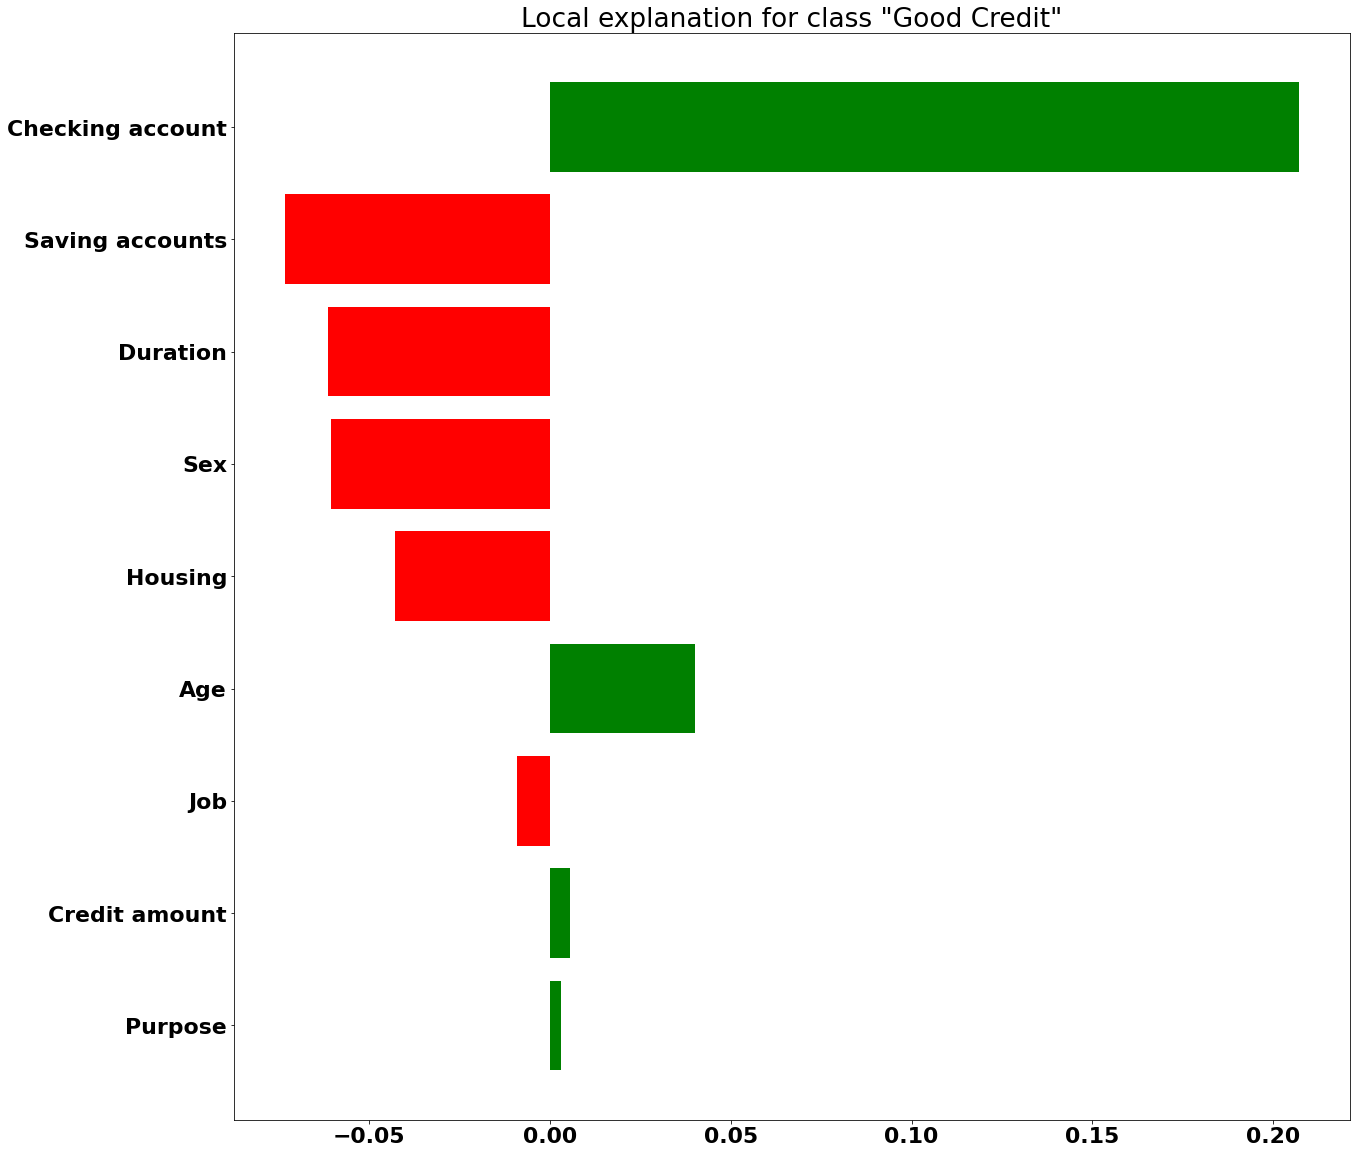 Local explanation for class "Good Credit"
Checking account
Saving accounts
Duration
Sex
Housing
Age
Job
Credit amount
Purpose
−0.05 0.00 0.05 0.10 0.15 0.20